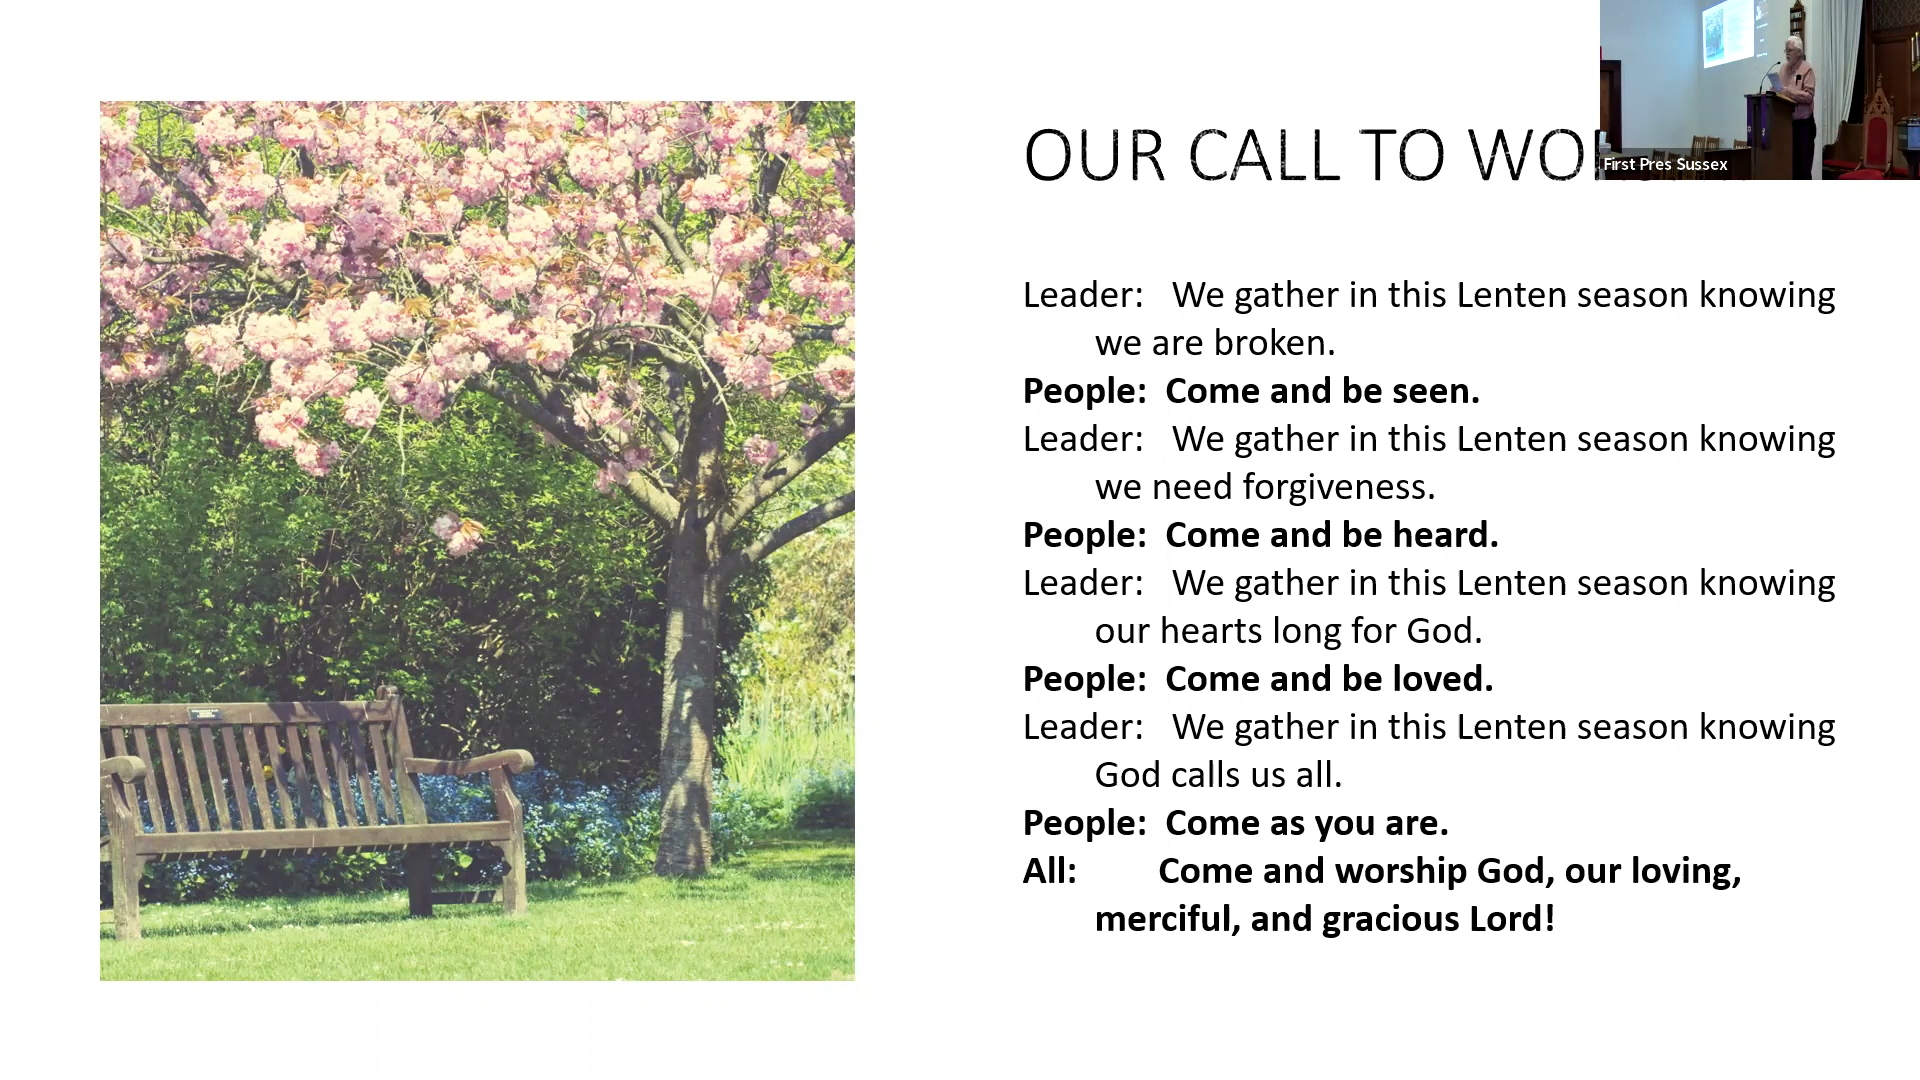 OUR CALL TO
First Pres Sussex
Leader: We gather in this Lenten season knowing
we are broken.
People: Come and be seen.
Leader: We gather in this Lenten season knowing
we need forgiveness.
People: Come and be heard.
Leader: We gather in this Lenten season knowing
our hearts long for God.
People: Come and be loved.
Leader: We gather in this Lenten season knowing
God calls us all.
People: Come as you are.
All: Come and worship God, our loving,
merciful, and gracious Lord!